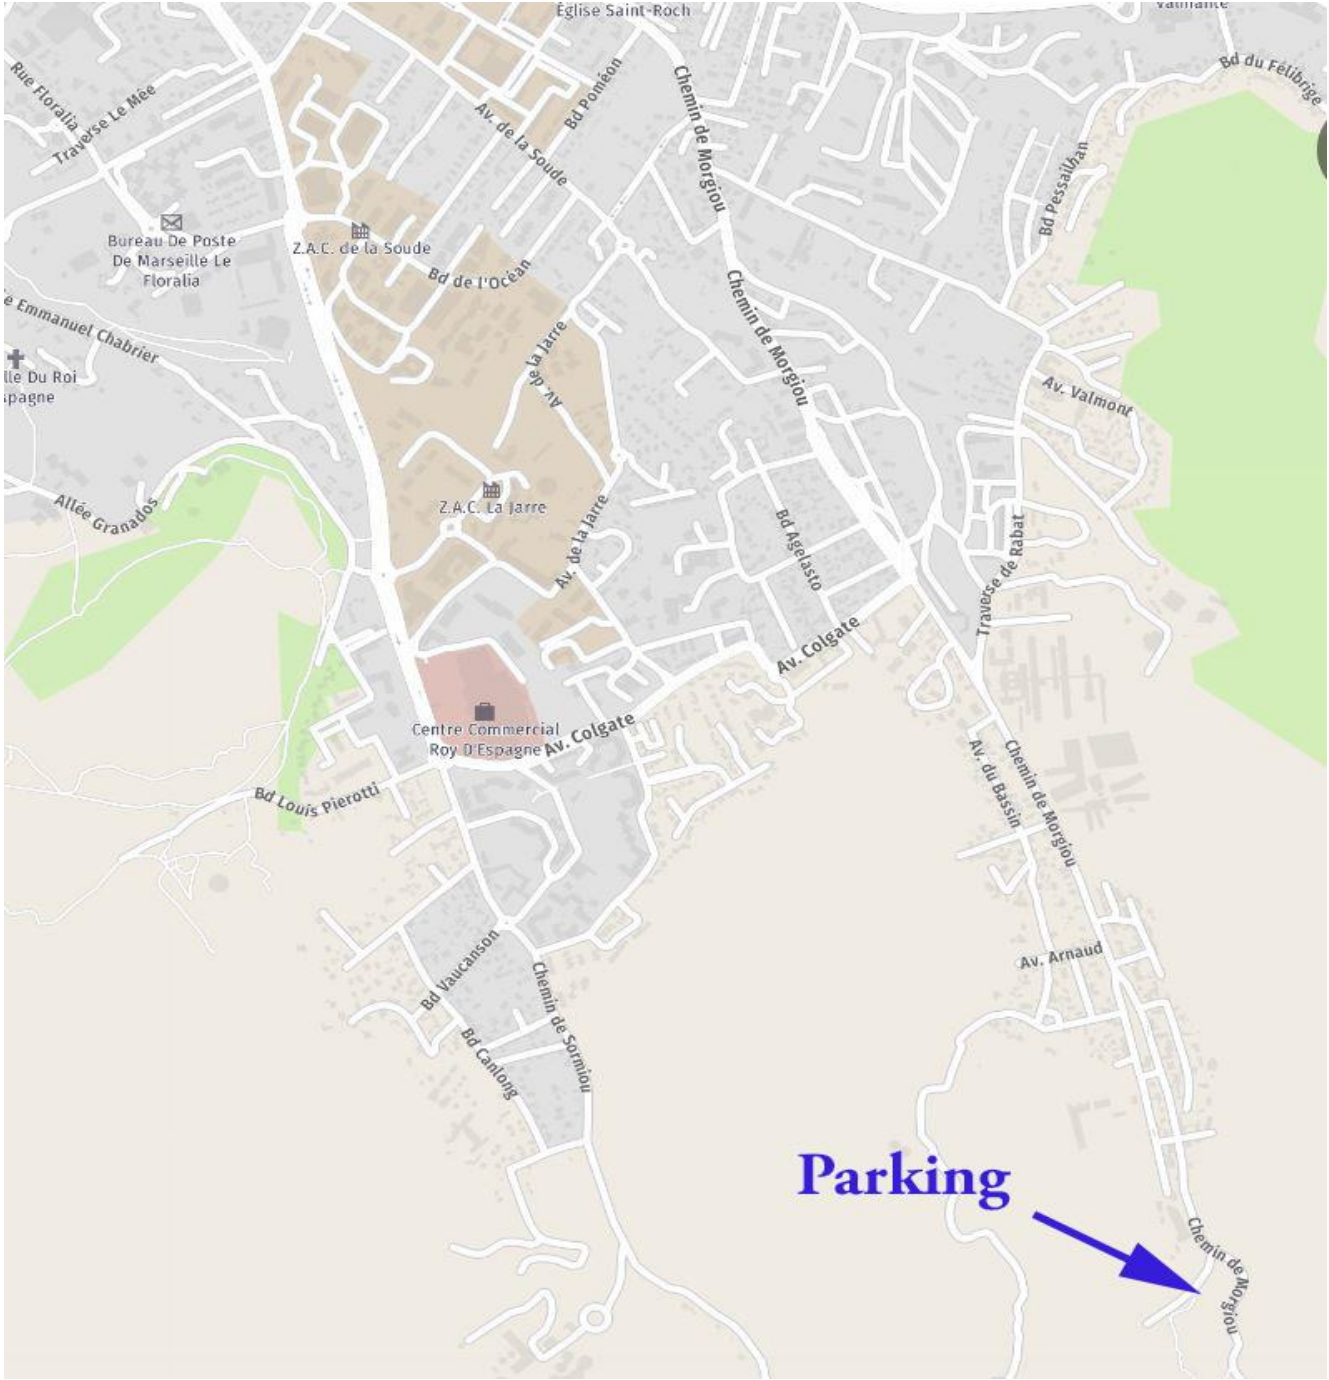 Église Saint-Roch
Valmante
Rue Floralia
Traverse Le Mée
Bd Poméon
Chemin de Morgiou
Bd du Félibrige
Av. de la Soude
Bd Pessailhan
Bureau De Poste
De Marseille Le
Floralia
Z.A.C. de la Soude
Bd de l'Océan
Chemin de Morgiou
e Emmanuel Chabrier
lle Du Roi
spagne
Av. de la Jarre
Av. Valmont
Allée Granados
Z.A.C. La Jarre
Av. de la Jarre
Bd Agelasto
Traverse de Rabat
Av. Colgate
Centre Commercial
Roy D'Espagne
Av. Colgate
Bd Louis Pierotti
Av. du Bassin
Chemin de Morgiou
Bd Vaucanson
Av. Arnaud
Chemin de Sormiou
Bd Canlong
Parking
Chemin de Morgiou